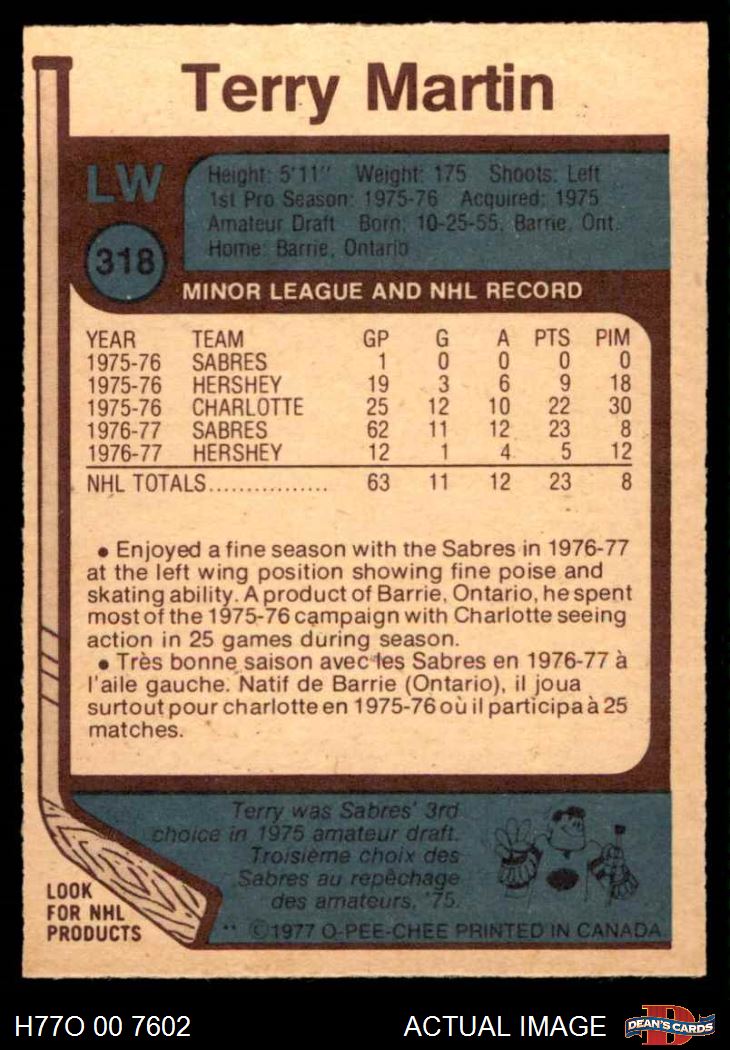 Terry Martin
LW
318
Height: 5'11" Weight: 175 Shoots: Left
1st Pro Season: 1975-76 Acquired: 1975
Amateur Draft Born: 10-25-55, Barrie, Ont.
Home: Barrie, Ontario
MINOR LEAGUE AND NHL RECORD
YEAR TEAM GP G A PTS PIM
1975-76 SABRES 1 0 0 0 0
1975-76 HERSHEY 19 3 6 9 18
1975-76 CHARLOTTE 25 12 10 22 30
1976-77 SABRES 62 11 12 23 8
1976-77 HERSHEY 12 1 4 5 12
NHL TOTALS................ 63 11 12 23 8
• Enjoyed a fine season with the Sabres in 1976-77
at the left wing position showing fine poise and
skating ability. A product of Barrie, Ontario, he spent
most of the 1975-76 campaign with Charlotte seeing
action in 25 games during season.
• Très bonne saison avec les Sabres en 1976-77 à
l'aile gauche. Natif de Barrie (Ontario), il joua
surtout pour charlotte en 1975-76 où il participa à 25
matches.
Terry was Sabres' 3rd
choice in 1975 amateur draft.
Troisième choix des
Sabres au repêchage
des amateurs, '75.
LOOK
FOR NHL
PRODUCTS
** ©1977 O-PEE-CHEE PRINTED IN CANADA
H77O 00 7602 ACTUAL IMAGE
D
DEAN'S CARDS